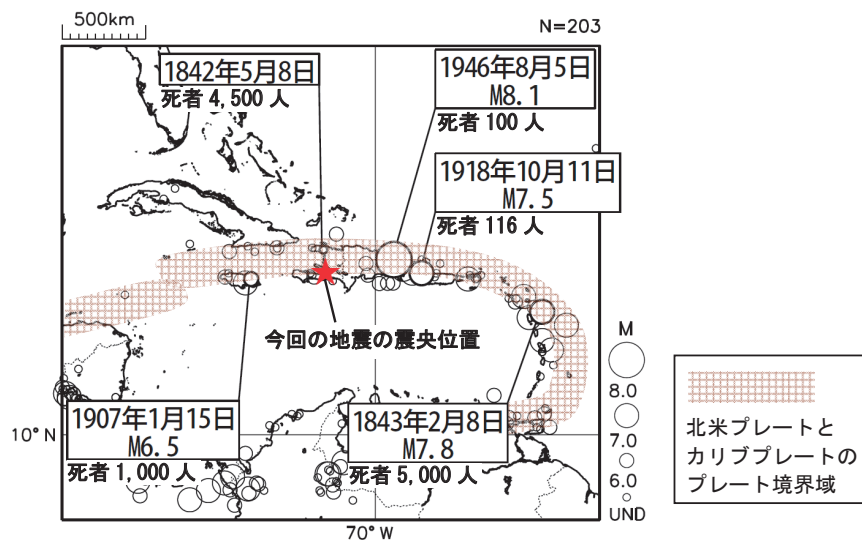 500km
N=203
1842年5月8日
死者 4,500 人
1946年8月5日
M8.1
死者 100 人
1918年10月11日
M7.5
死者 116 人
今回の地震の震央位置
1907年1月15日
M6.5
死者 1,000 人
1843年2月8日
M7.8
死者 5,000 人
10°N
70°W
M
8.0
7.0
6.0
UND
北米プレートと
カリブプレートの
プレート境界域